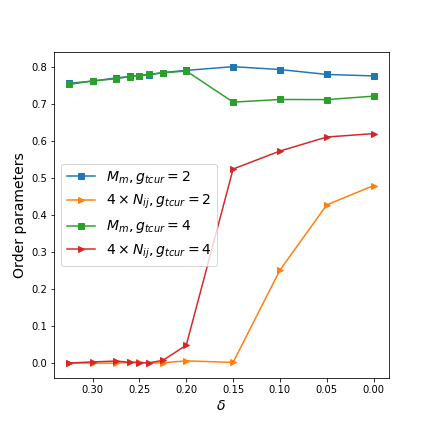 0.8
0.7
0.6
0.5
0.4
0.3
0.2
0.1
0.0
Order parameters
M_m, g_tcur = 2
4 × N_ij, g_tcur = 2
M_m, g_tcur = 4
4 × N_ij, g_tcur = 4
0.30 0.25 0.20 0.15 0.10 0.05 0.00
δ